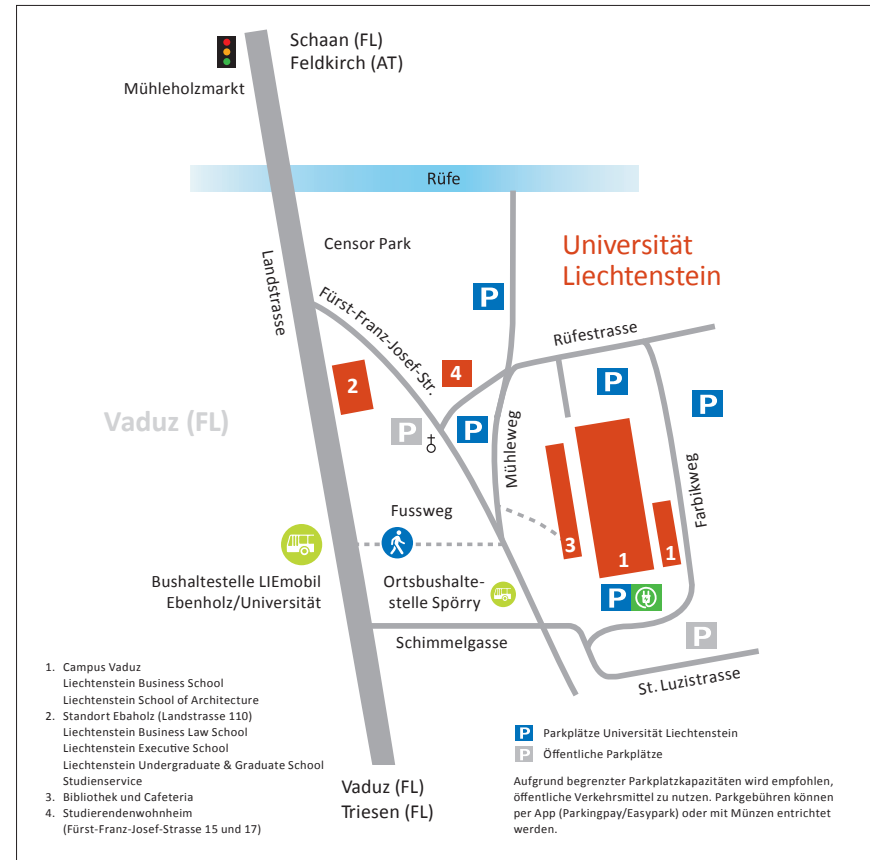 Schaan (FL)
Feldkirch (AT)
Mühleholzmarkt
Rüfe
Landstrasse
Censor Park
Universität
Liechtenstein
P
Fürst-Franz-Josef-Str.
Rüfestrasse
2
4
P
P
Vaduz (FL)
P
P
Mühleweg
Farbikweg
Fussweg
3
1
1
Bushaltestelle LIEmobil
Ebenholz/Universität
Ortsbushalte-
stelle Spörry
P
Schimmelgasse
P
St. Luzistrasse
1. Campus Vaduz
Liechtenstein Business School
Liechtenstein School of Architecture
2. Standort Ebaholz (Landstrasse 110)
Liechtenstein Business Law School
Liechtenstein Executive School
Liechtenstein Undergraduate & Graduate School
Studienservice
3. Bibliothek und Cafeteria
4. Studierendenwohnheim
(Fürst-Franz-Josef-Strasse 15 und 17)
Vaduz (FL)
Triesen (FL)
P Parkplätze Universität Liechtenstein
P Öffentliche Parkplätze
Aufgrund begrenzter Parkplatzkapazitäten wird empfohlen,
öffentliche Verkehrsmittel zu nutzen. Parkgebühren können
per App (Parkingpay/Easypark) oder mit Münzen entrichtet
werden.